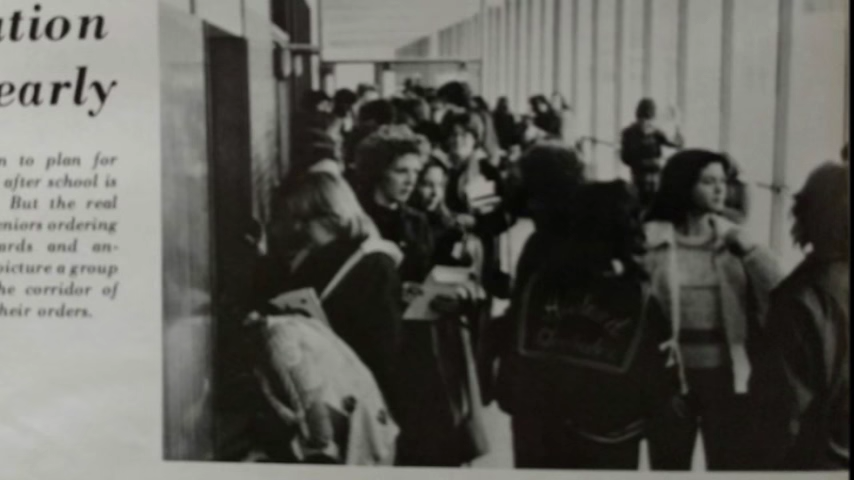 ation
early
n to plan for
after school is
But the real
eniors ordering
ards and an-
picture a group
he corridor of
heir orders.